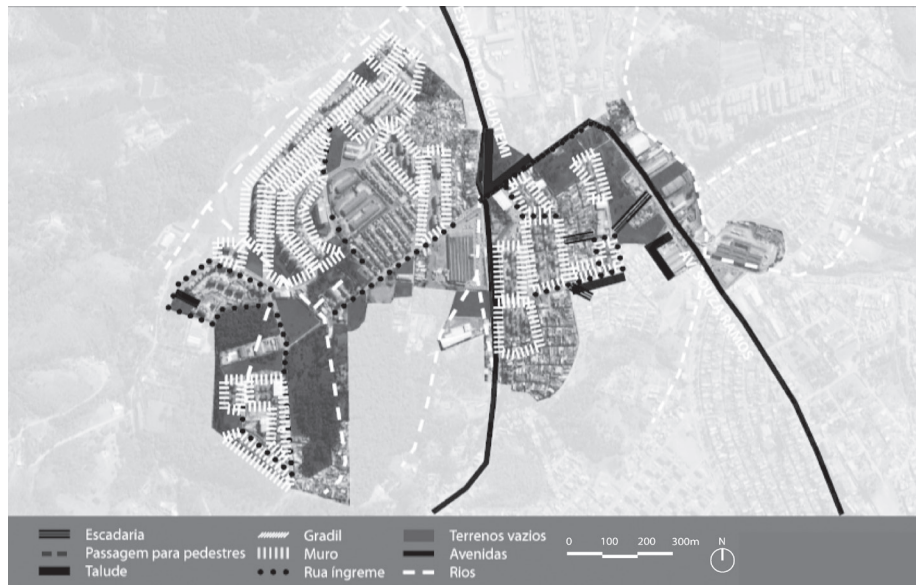 Escadaria
Passagem para pedestres
Talude
Gradil
Muro
Rua íngreme
Terrenos vazios
Avenidas
Rios
0 100 200 300m
N